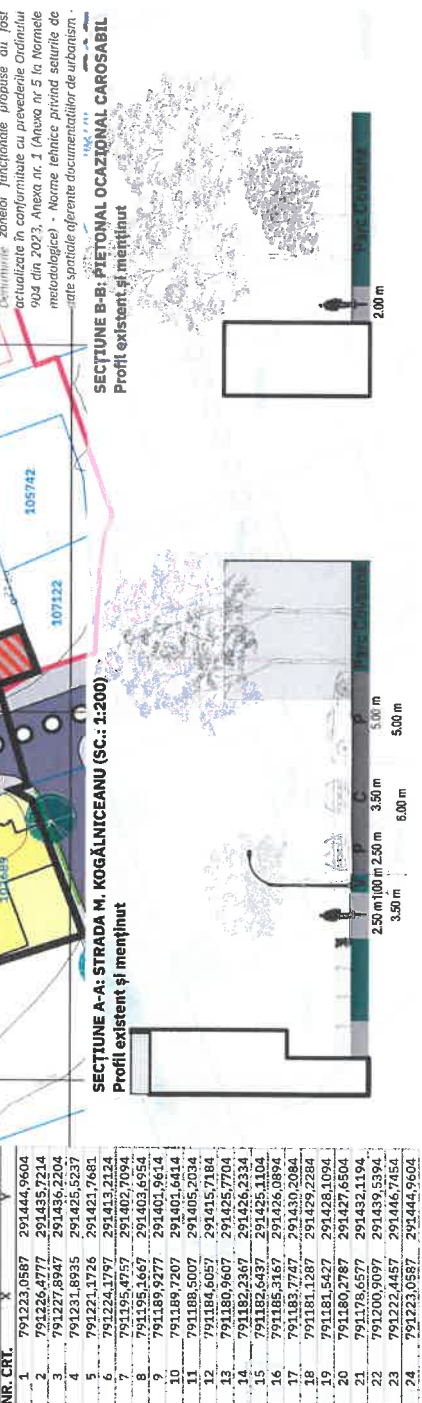 NR. CRT. X Y
1 791223,0587 291444,9604
2 791226,4777 291435,7214
3 791227,8947 291436,2204
4 791231,8935 291425,5237
5 791221,1726 291421,7681
6 791224,1797 291413,2124
7 791195,4757 291402,7094
8 791195,1667 291403,6954
9 791189,9277 291401,9614
10 791189,7207 291401,6414
11 791188,5007 291405,2034
12 791184,6057 291415,7184
13 791180,9607 291425,7704
14 791182,2367 291426,2334
15 791182,6437 291425,1104
16 791185,3167 291426,0894
17 791183,7747 291430,2084
18 791181,1287 291429,2284
19 791181,5427 291428,1094
20 791180,2787 291427,6504
21 791178,6577 291432,1194
22 791200,9097 291439,5394
23 791222,4457 291446,7454
24 791223,0587 291444,9604
107122
105742
SECȚIUNE A-A: STRADA M. KOGĂLNICEANU (SC.: 1:200)
Profil existent și menținut
T V P C P
2.50 m 1.00 m 2.50 m 3.50 m 5.00 m
3.50 m 6.00 m 5.00 m
zonelor funcționale propuse au fost
actualizate în conformitate cu prevederile Ordinului
904 din 2023, Anexa nr. 1 (Anexa nr 5 la Normele
metodologice) - Norme tehnice privind seturile de
spațiale aferente documentațiilor de urbanism -
SECȚIUNE B-B: PIETONAL OCAZIONAL CAROSABIL
Profil existent și menținut
T
Parc Covasna
2.00 m